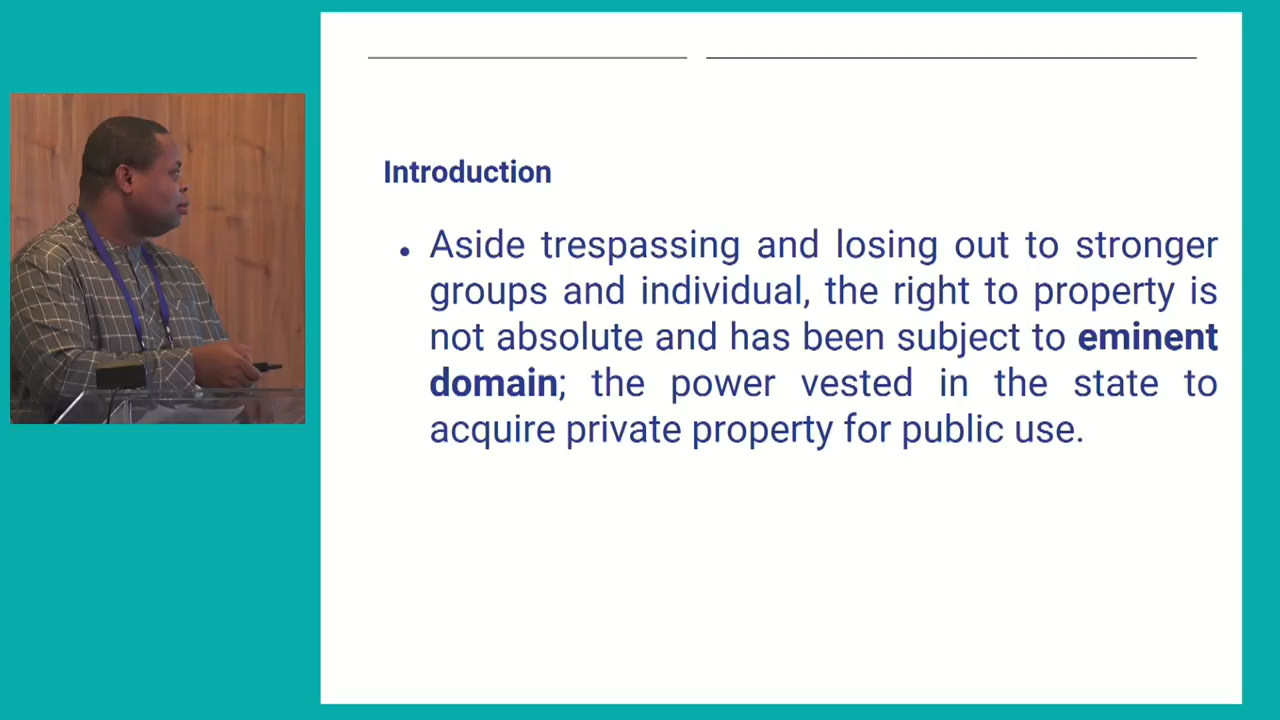 Introduction
• Aside trespassing and losing out to stronger
groups and individual, the right to property is
not absolute and has been subject to eminent
domain; the power vested in the state to
acquire private property for public use.